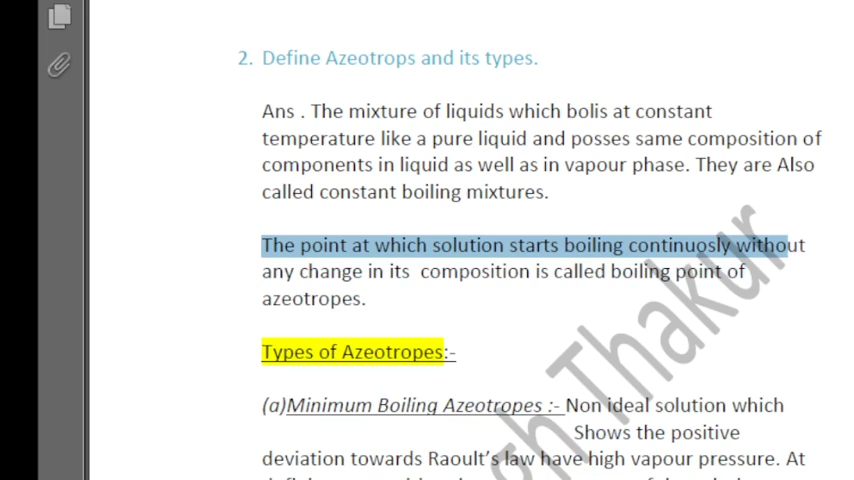 2. Define Azeotrops and its types.
Ans . The mixture of liquids which bolis at constant
temperature like a pure liquid and posses same composition of
components in liquid as well as in vapour phase. They are Also
called constant boiling mixtures.
The point at which solution starts boiling continuosly without
any change in its composition is called boiling point of
azeotropes.
Types of Azeotropes:-
(a)Minimum Boiling Azeotropes :- Non ideal solution which
Shows the positive
deviation towards Raoult's law have high vapour pressure. At
Thakur